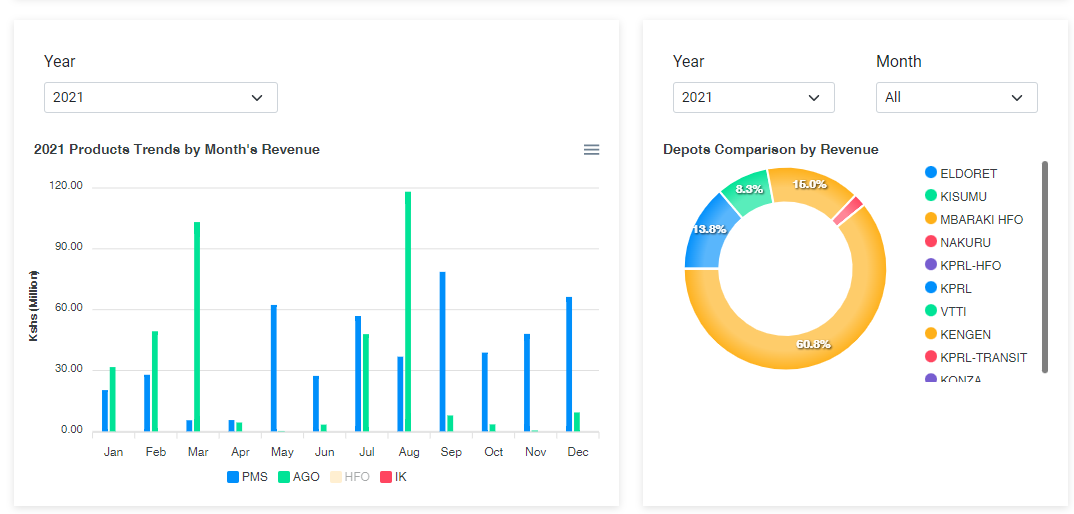 Year
2021
2021 Products Trends by Month's Revenue
120.00
90.00
60.00
30.00
0.00
Kshs (Million)
Jan Feb Mar Apr May Jun Jul Aug Sep Oct Nov Dec
PMS AGO HFO IK
Year Month
2021 All
Depots Comparison by Revenue
13.8%
8.3%
15.0%
60.8%
ELDORET
KISUMU
MBARAKI HFO
NAKURU
KPRL-HFO
KPRL
VTTI
KENGEN
KPRL-TRANSIT
KONZA